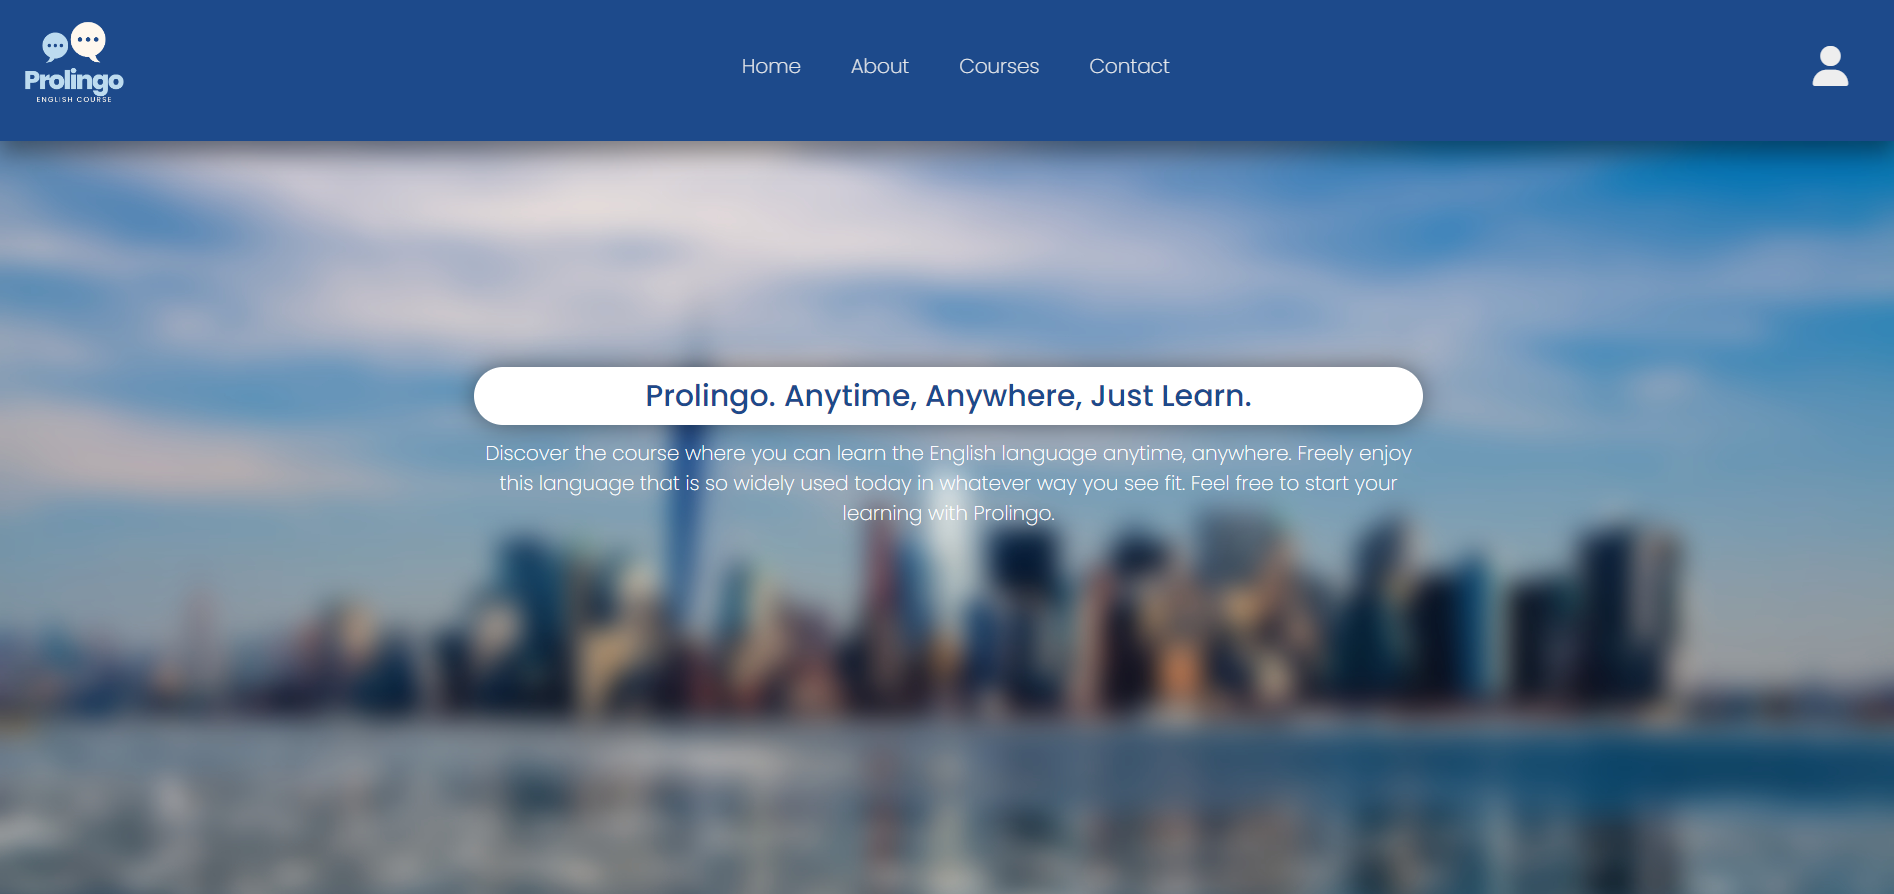 Prolingo
ENGLISH COURSE
Home About Courses Contact
Prolingo. Anytime, Anywhere, Just Learn.
Discover the course where you can learn the English language anytime, anywhere. Freely enjoy
this language that is so widely used today in whatever way you see fit. Feel free to start your
learning with Prolingo.